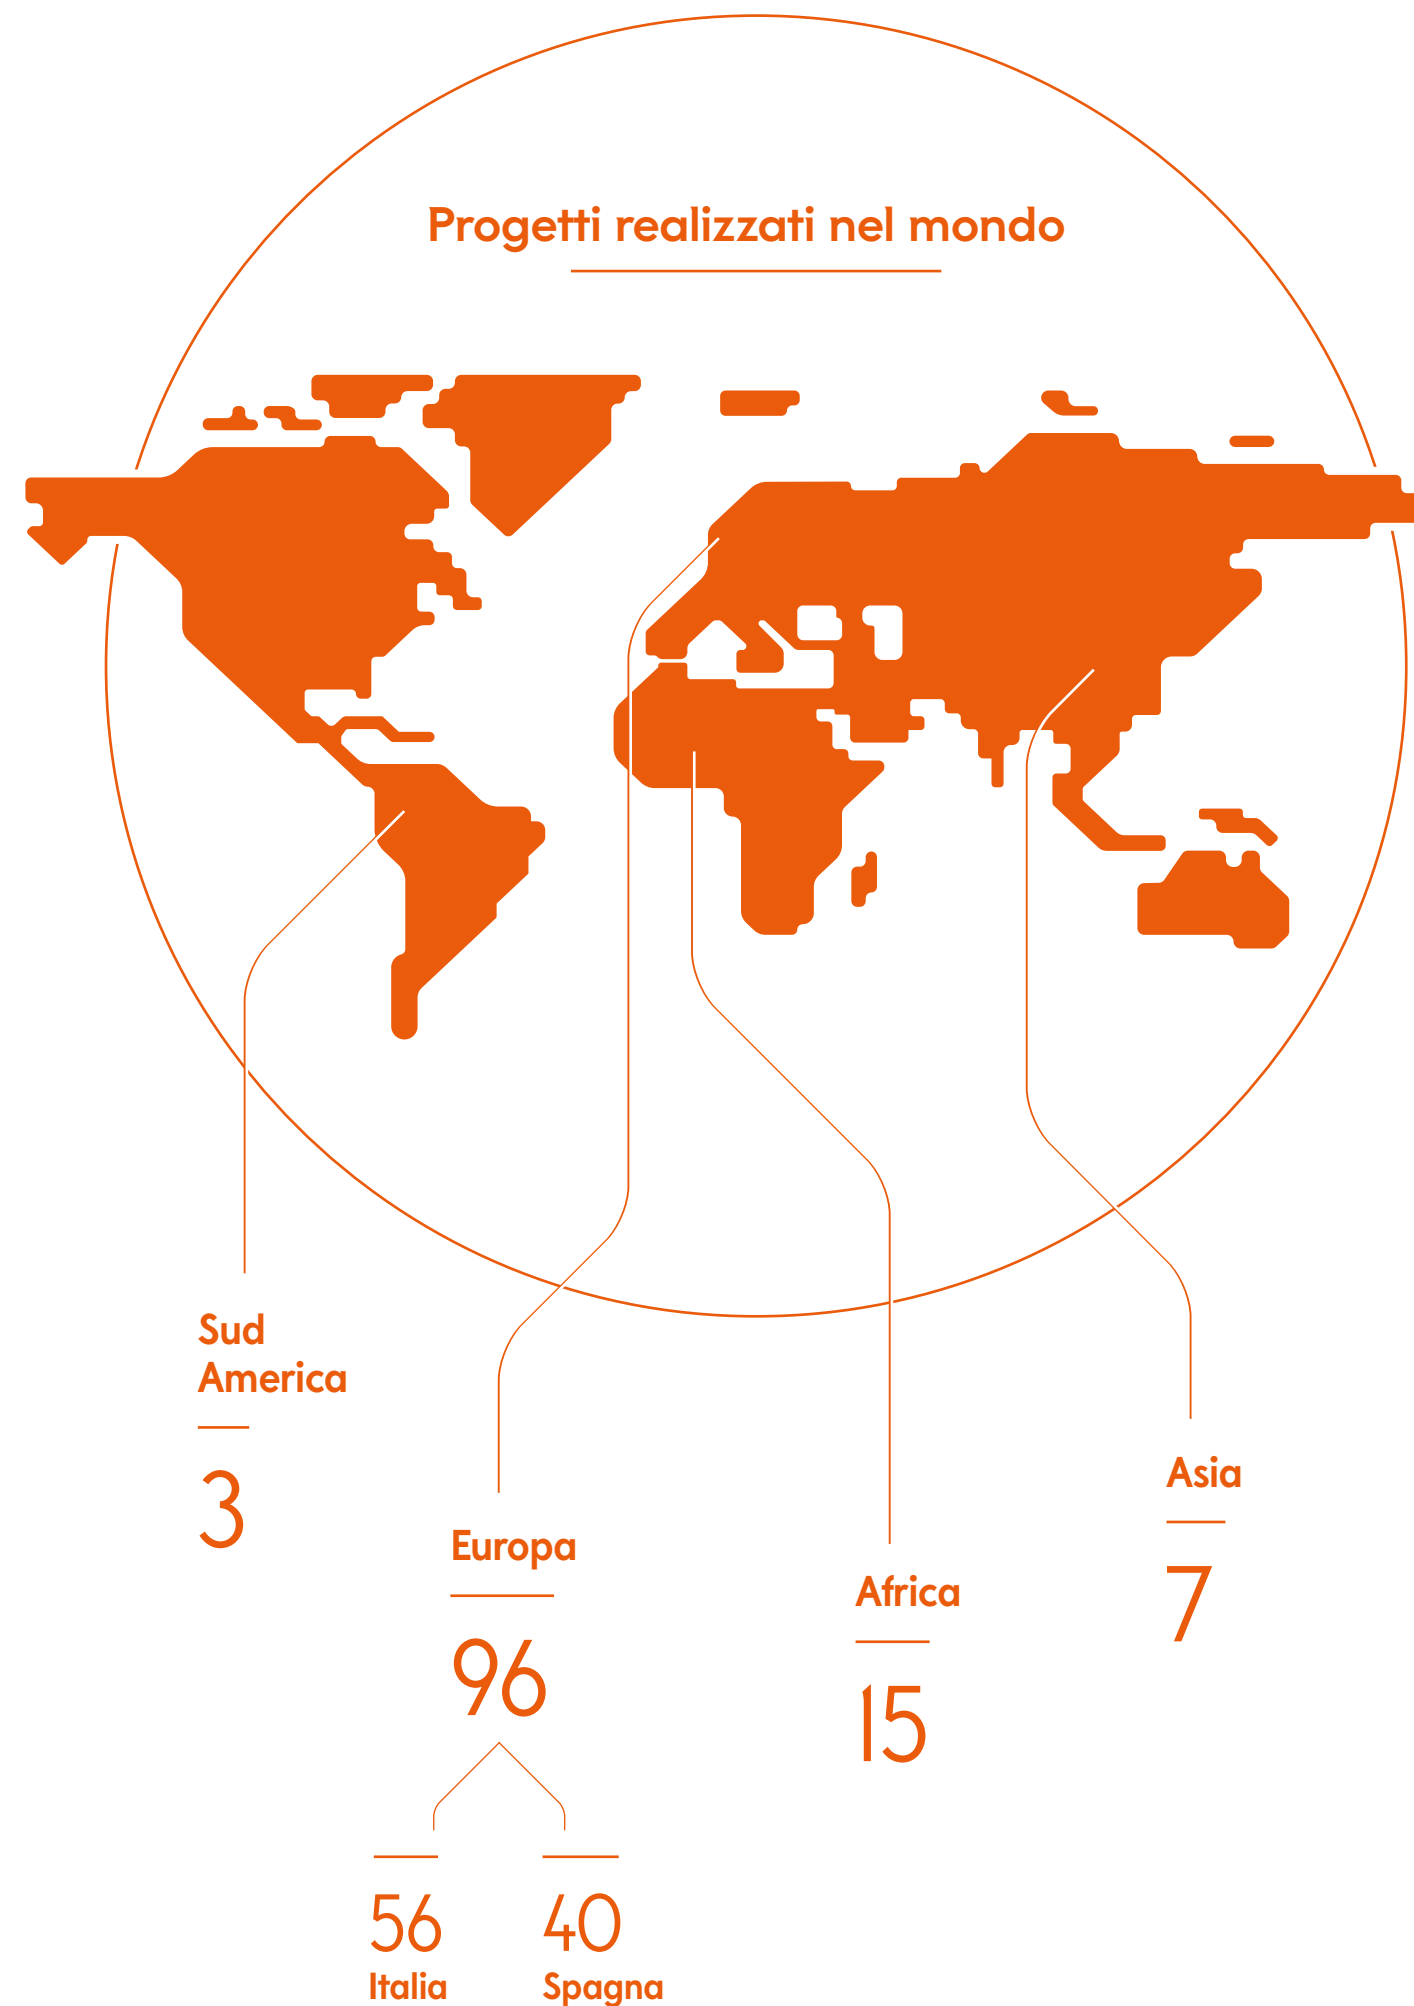 Progetti realizzati nel mondo
Sud
America
3
Europa
96
56
Italia
40
Spagna
Africa
15
Asia
7